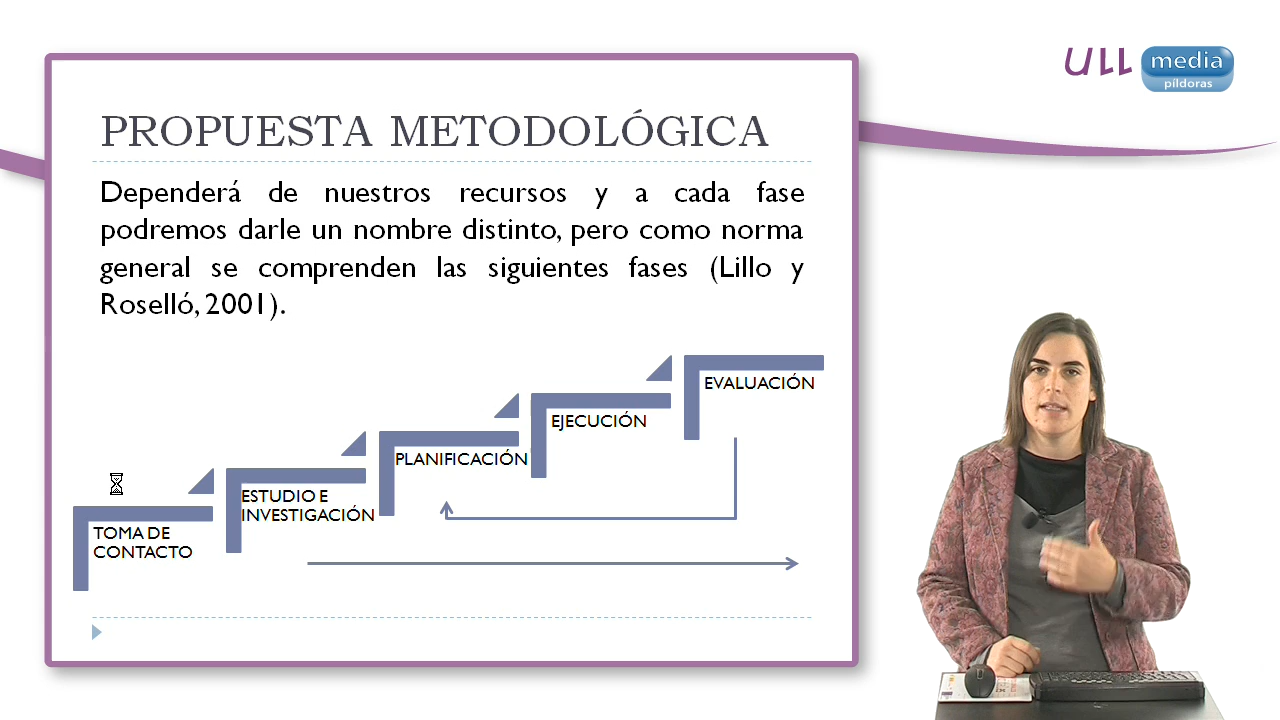 ULL media
píldoras
PROPUESTA METODOLÓGICA
Dependerá de nuestros recursos y a cada fase
podremos darle un nombre distinto, pero como norma
general se comprenden las siguientes fases (Lillo y
Roselló, 2001).
EVALUACIÓN
EJECUCIÓN
PLANIFICACIÓN
ESTUDIO E
INVESTIGACIÓN
TOMA DE
CONTACTO